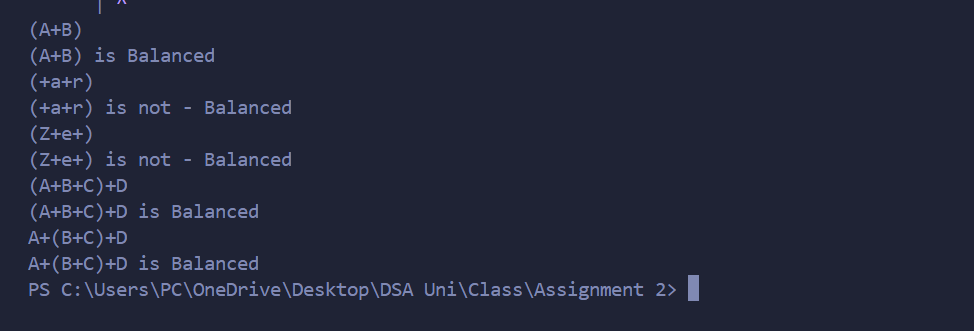 | ^
(A+B)
(A+B) is Balanced
(+a+r)
(+a+r) is not - Balanced
(Z+e+)
(Z+e+) is not - Balanced
(A+B+C)+D
(A+B+C)+D is Balanced
A+(B+C)+D
A+(B+C)+D is Balanced
PS C:\Users\PC\OneDrive\Desktop\DSA Uni\Class\Assignment 2>